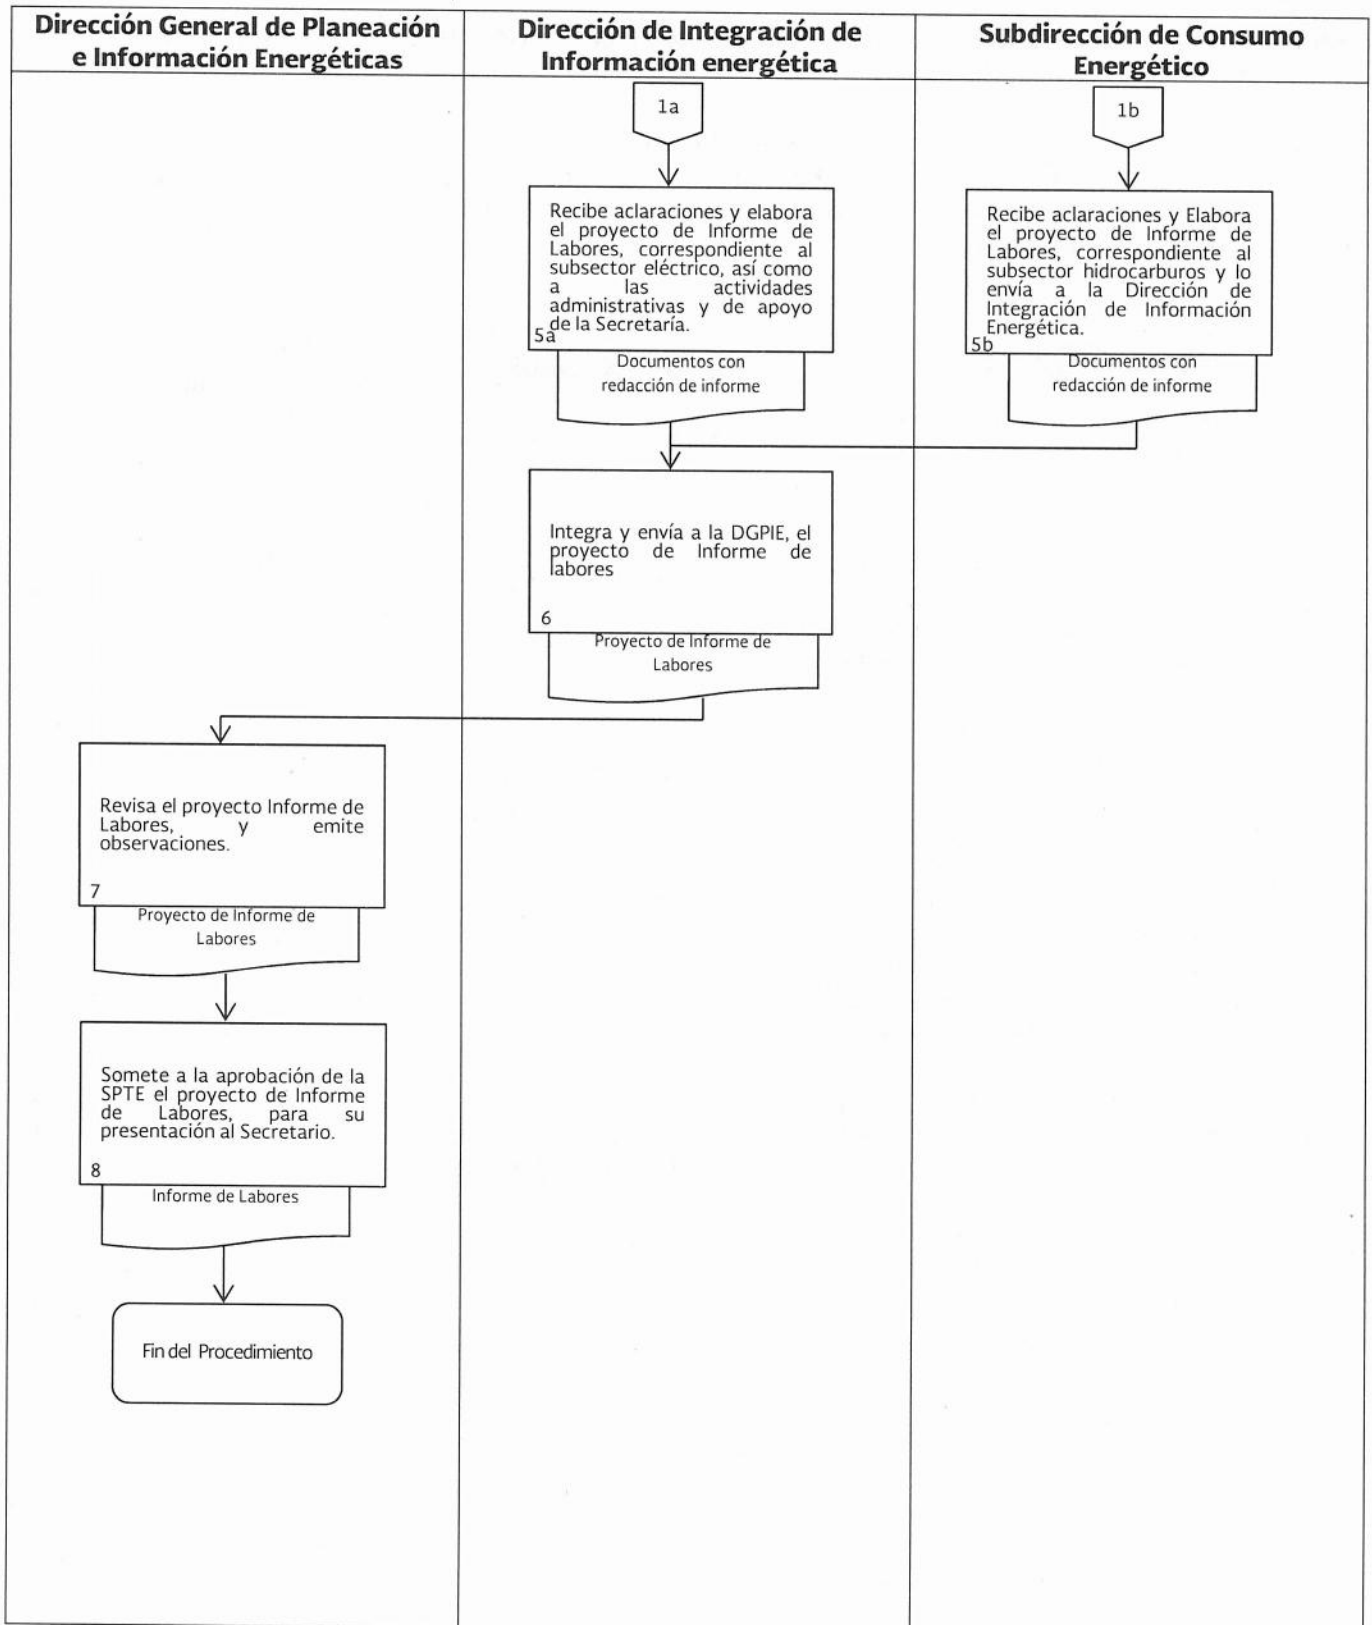 Dirección General de Planeación
e Información Energéticas
Dirección de Integración de
Información energética
Subdirección de Consumo
Energético
1a
1b
Recibe aclaraciones y elabora
el proyecto de Informe de
Labores, correspondiente al
subsector eléctrico, así como
a las actividades
administrativas y de apoyo
de la Secretaría.
5a
Documentos con
redacción de informe
Recibe aclaraciones y Elabora
el proyecto de Informe de
Labores, correspondiente al
subsector hidrocarburos y lo
envía a la Dirección de
Integración de Información
Energética.
5b
Documentos con
redacción de informe
Integra y envía a la DGPIE, el
proyecto de Informe de
labores
6
Proyecto de Informe de
Labores
Revisa el proyecto Informe de
Labores, y emite
observaciones.
7
Proyecto de Informe de
Labores
Somete a la aprobación de la
SPTE el proyecto de Informe
de Labores, para su
presentación al Secretario.
8
Informe de Labores
Fin del Procedimiento